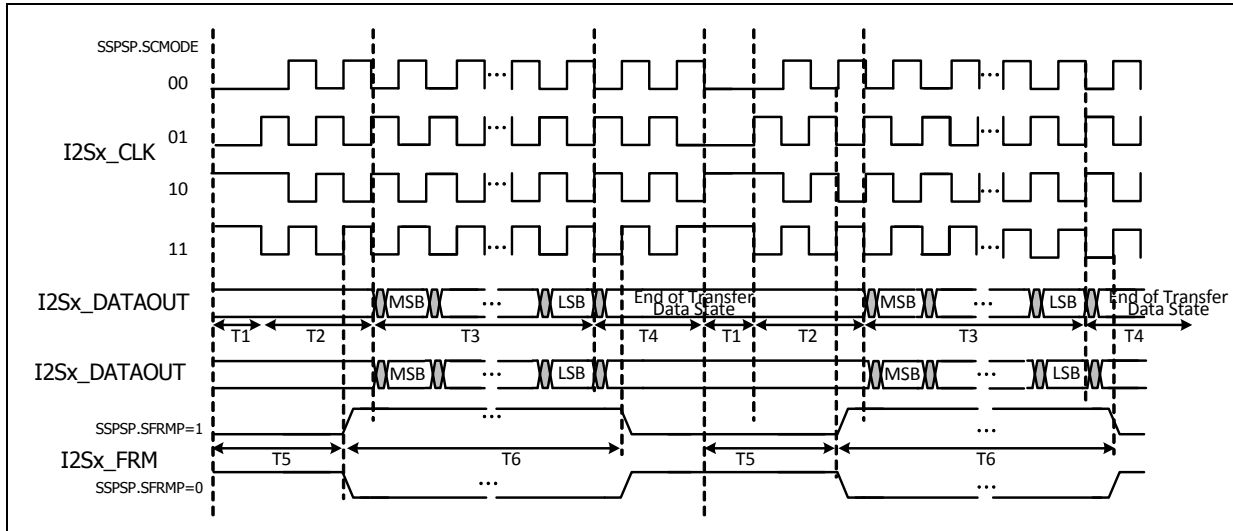 SSPSP.SCMODE
00
...
...
I2Sx_CLK
01
...
...
10
...
...
11
...
...
I2Sx_DATAOUT
MSB ... LSB End of Transfer Data State MSB ... LSB End of Transfer Data State
T1 T2 T3 T4 T1 T2 T3 T4
I2Sx_DATAOUT
MSB ... LSB MSB ... LSB
SSPSP.SFRMP=1
...
...
I2Sx_FRM
T5 T6 T5 T6
SSPSP.SFRMP=0
...
...